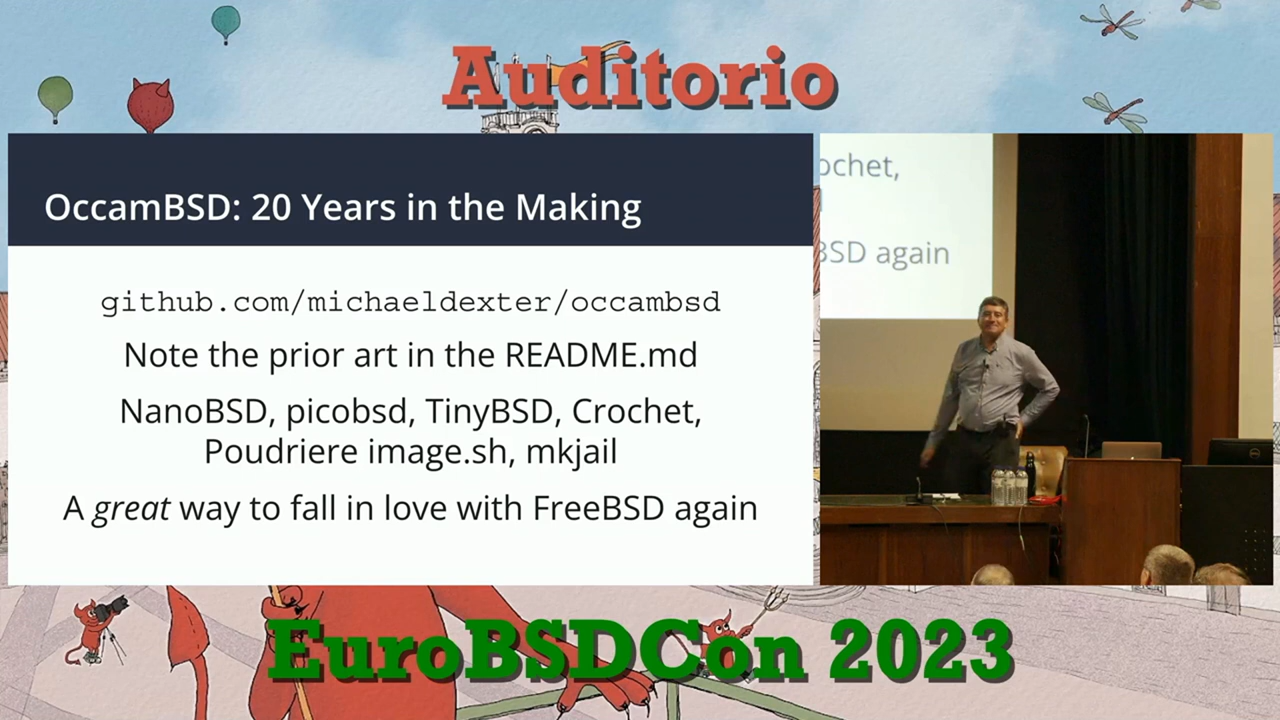 Auditorio
OccamBSD: 20 Years in the Making
github.com/michaeldexter/occambsd
Note the prior art in the README.md
NanoBSD, picobsd, TinyBSD, Crochet,
Poudriere image.sh, mkjail
A great way to fall in love with FreeBSD again
ochet,
BSD again
EuroBSDCon 2023